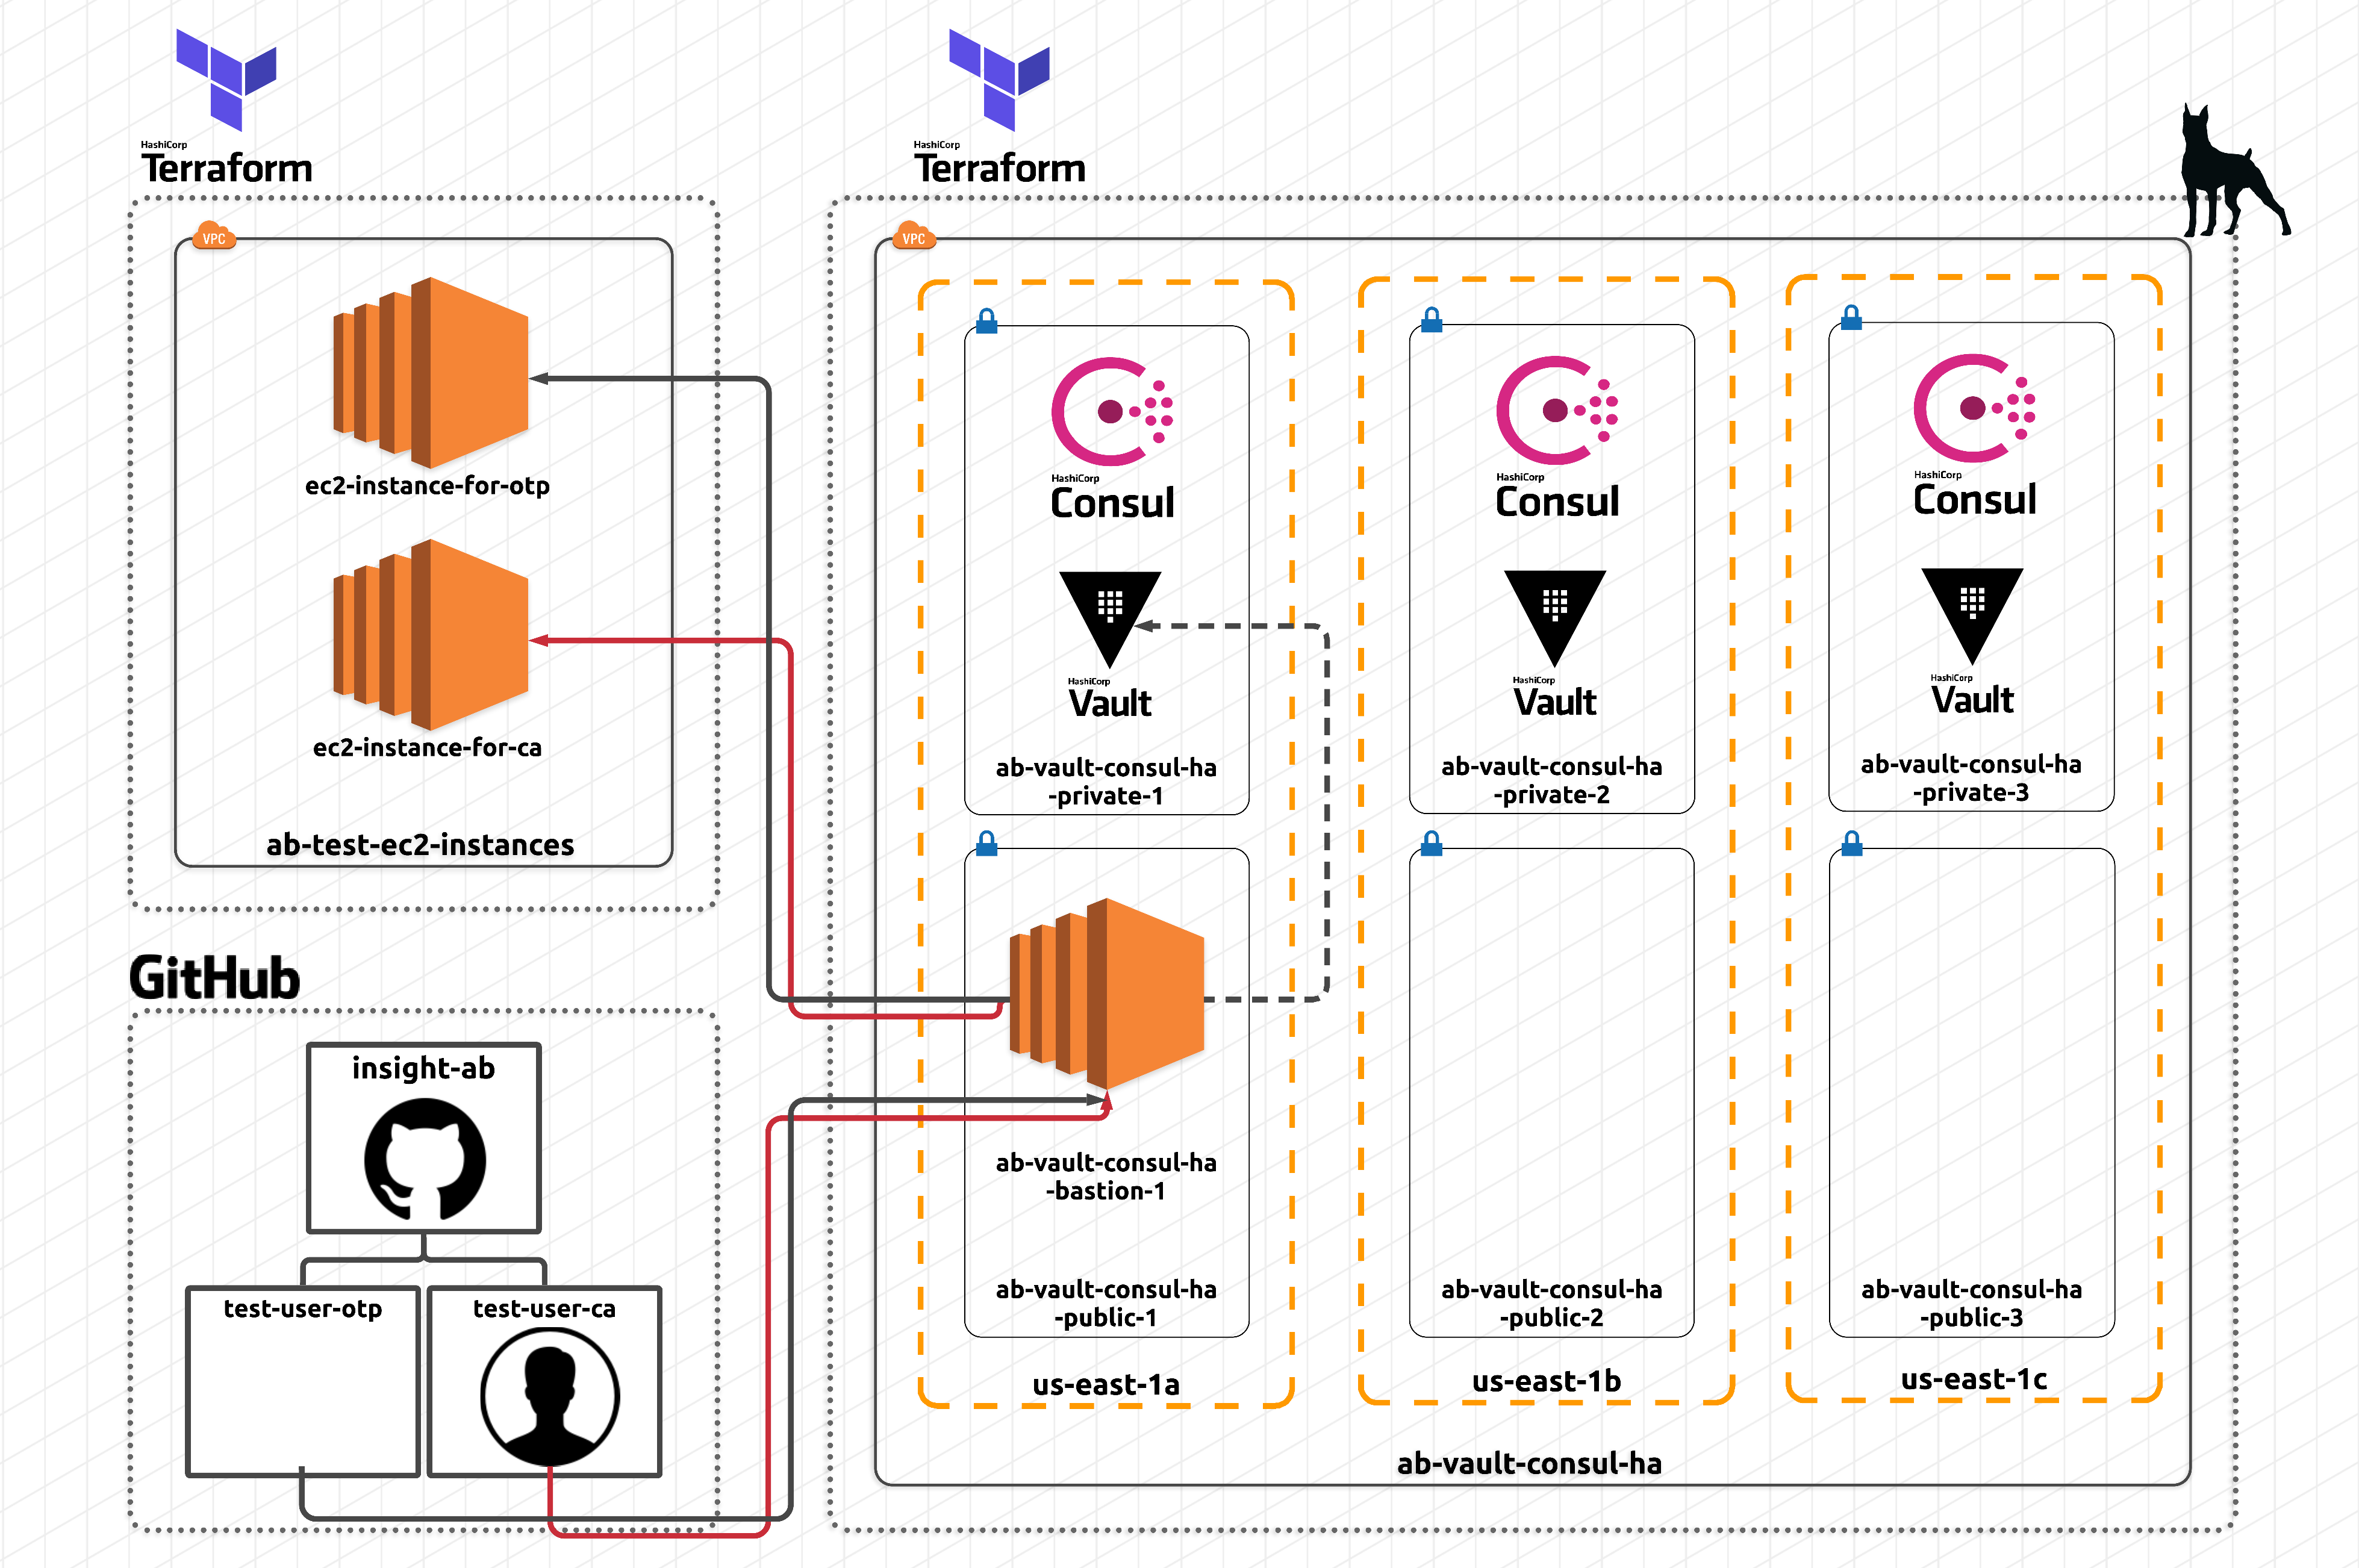 HashiCorp
Terraform
VPC
ec2-instance-for-otp
ec2-instance-for-ca
ab-test-ec2-instances
GitHub
insight-ab
test-user-otp
test-user-ca
HashiCorp
Terraform
VPC
HashiCorp
Consul
HashiCorp
Vault
ab-vault-consul-ha
-private-1
ab-vault-consul-ha
-bastion-1
ab-vault-consul-ha
-public-1
us-east-1a
HashiCorp
Consul
HashiCorp
Vault
ab-vault-consul-ha
-private-2
ab-vault-consul-ha
-public-2
us-east-1b
HashiCorp
Consul
HashiCorp
Vault
ab-vault-consul-ha
-private-3
ab-vault-consul-ha
-public-3
us-east-1c
ab-vault-consul-ha